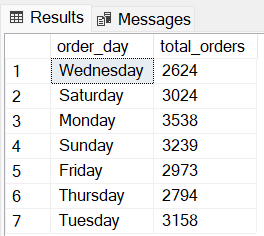 Results Messages
order_day total_orders
1 Wednesday 2624
2 Saturday 3024
3 Monday 3538
4 Sunday 3239
5 Friday 2973
6 Thursday 2794
7 Tuesday 3158